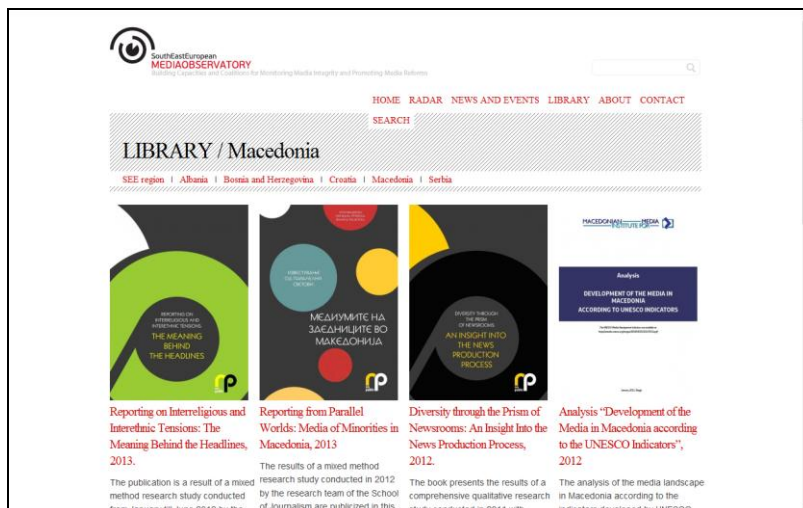 SouthEastEuropean
MEDIAOBSERVATORY
Building Capacities and Coalitions for Monitoring Media Integrity and Promoting Media Reforms
HOME RADAR NEWS AND EVENTS LIBRARY ABOUT CONTACT
SEARCH
LIBRARY / Macedonia
SEE region | Albania | Bosnia and Herzegovina | Croatia | Macedonia | Serbia
REPORTING ON
INTERRELIGIOUS AND
INTERETHNIC TENSIONS:
THE MEANING
BEHIND
THE HEADLINES
МЕДИУМИТЕ НА
ЗАЕДНИЦИТЕ ВО
МАКЕДОНИЈА
DIVERSITY THROUGH
THE PRISM
OF NEWSROOMS:
AN INSIGHT INTO
THE NEWS
PRODUCTION
PROCESS
MACEDONIAN MEDIA
INSTITUTE FOR
Analysis
DEVELOPMENT OF THE MEDIA IN
MACEDONIA
ACCORDING TO UNESCO INDICATORS
Reporting on Interreligious and
Interethnic Tensions: The
Meaning Behind the Headlines,
2013.
The publication is a result of a mixed
method research study conducted
Reporting from Parallel
Worlds: Media of Minorities in
Macedonia, 2013
The results of a mixed method
research study conducted in 2012
by the research team of the School
of Journalism are publicized in this
Diversity through the Prism of
Newsrooms: An Insight Into the
News Production Process,
2012.
The book presents the results of a
comprehensive qualitative research
Analysis “Development of the
Media in Macedonia according
to the UNESCO Indicators”,
2012
The analysis of the media landscape
in Macedonia according to the